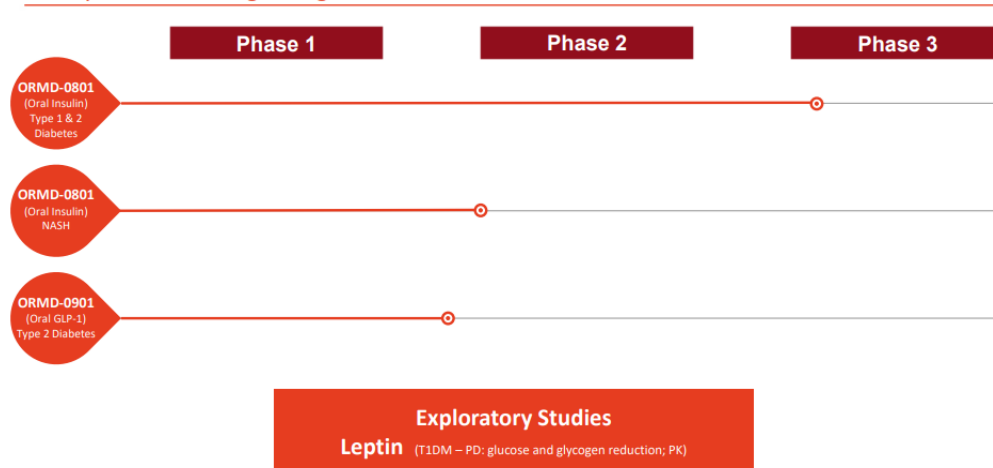 Phase 1
Phase 2
Phase 3
ORMD-0801
(Oral Insulin)
Type 1 & 2
Diabetes
ORMD-0801
(Oral Insulin)
NASH
ORMD-0901
(Oral GLP-1)
Type 2 Diabetes
Exploratory Studies
Leptin (T1DM – PD: glucose and glycogen reduction; PK)